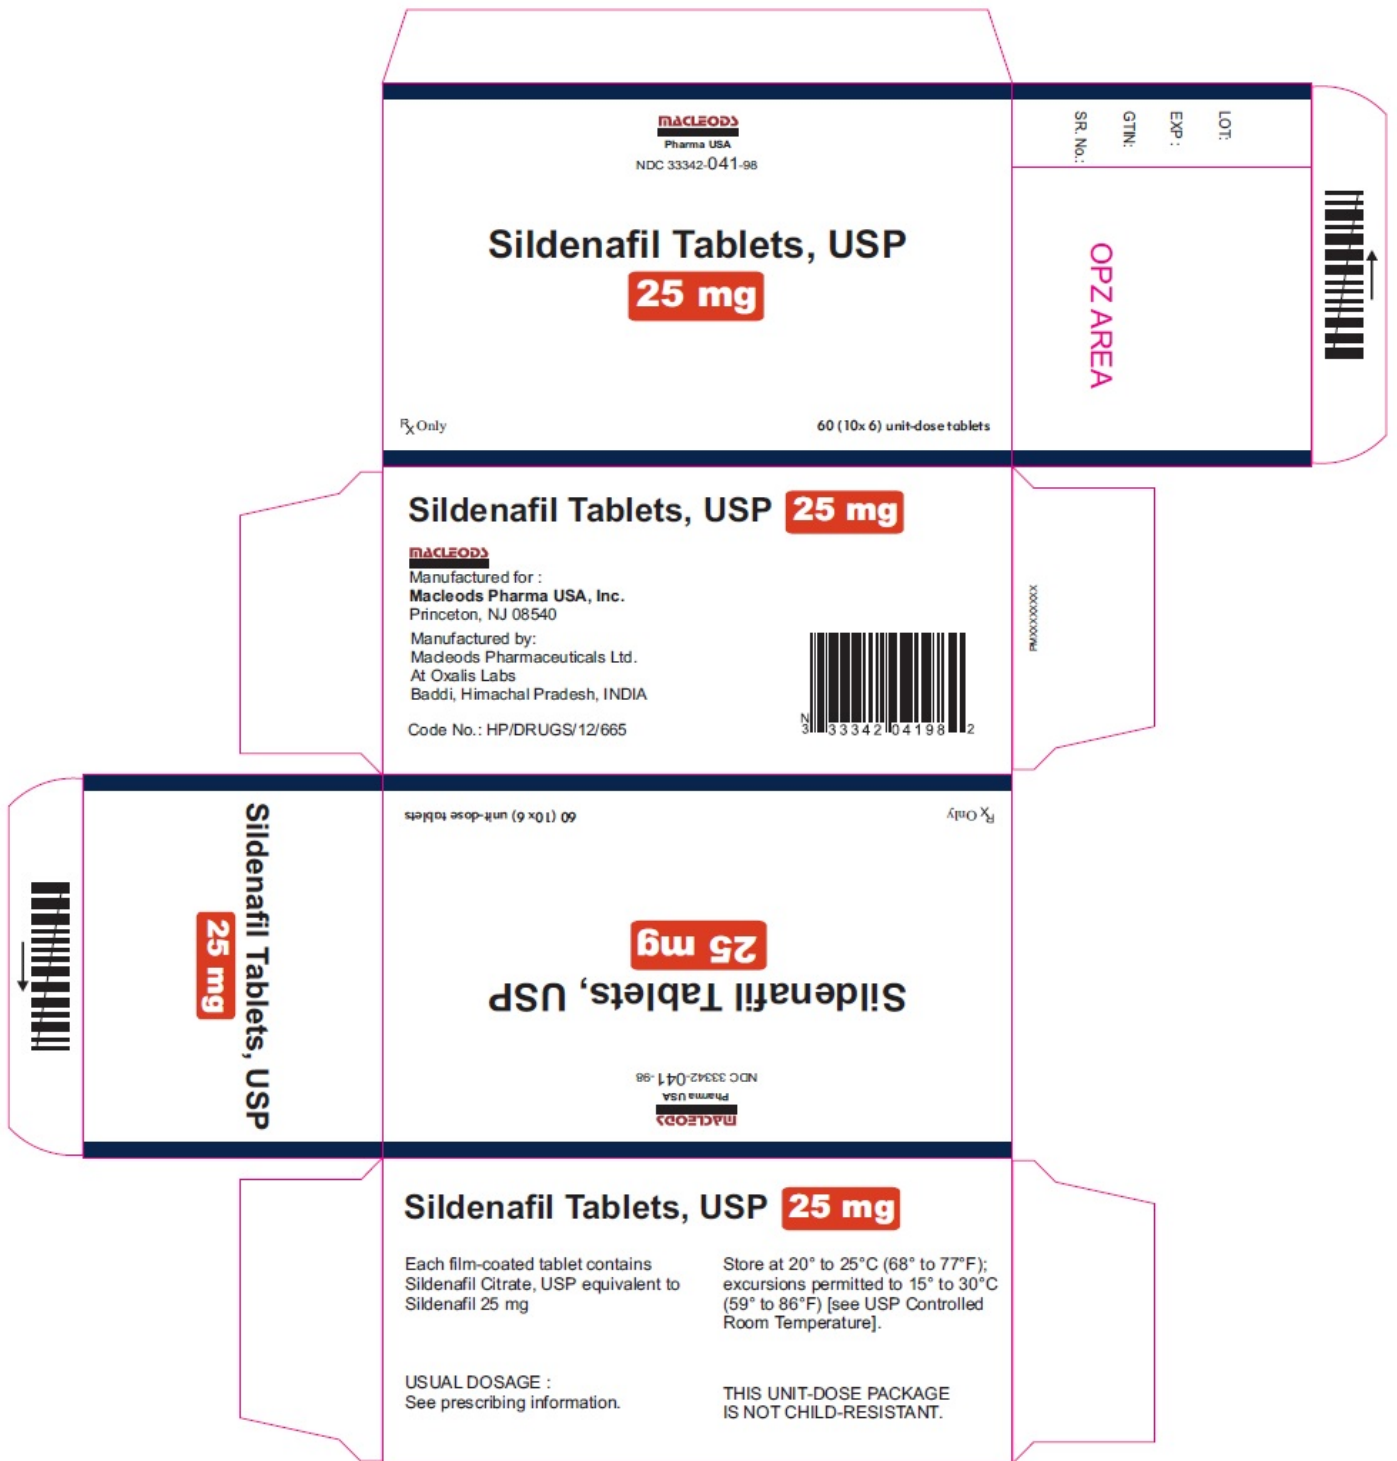 MACLEODS
Pharma USA
NDC 33342-041-98
Sildenafil Tablets, USP
25 mg
Rx Only
60 (10x 6) unit-dose tablets
LOT:
EXP :
GTIN:
SR. No.:
OPZ AREA
Sildenafil Tablets, USP 25 mg
MACLEODS
Manufactured for :
Macleods Pharma USA, Inc.
Princeton, NJ 08540
Manufactured by:
Macleods Pharmaceuticals Ltd.
At Oxalis Labs
Baddi, Himachal Pradesh, INDIA
Code No.: HP/DRUGS/12/665
N
3 33342 04198 2
PMXXXXXXXX
Sildenafil Tablets, USP
25 mg
MACLEODS
Pharma USA
NDC 33342-041-98
Sildenafil Tablets, USP
25 mg
Rx Only
60 (10x 6) unit-dose tablets
Sildenafil Tablets, USP 25 mg
Each film-coated tablet contains
Sildenafil Citrate, USP equivalent to
Sildenafil 25 mg
USUAL DOSAGE :
See prescribing information.
Store at 20° to 25°C (68° to 77°F);
excursions permitted to 15° to 30°C
(59° to 86°F) [see USP Controlled
Room Temperature].
THIS UNIT-DOSE PACKAGE
IS NOT CHILD-RESISTANT.